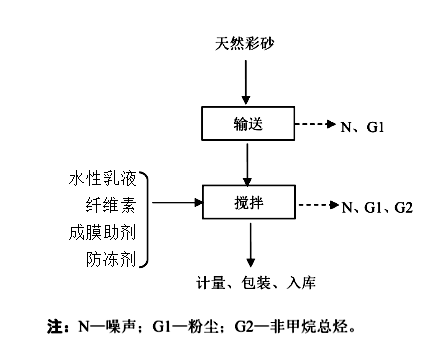 天然彩砂
输送
N、G1
水性乳液
纤维素
成膜助剂
防冻剂
搅拌
N、G1、G2
计量、包装、入库
注：N—噪声；G1—粉尘；G2—非甲烷总烃。